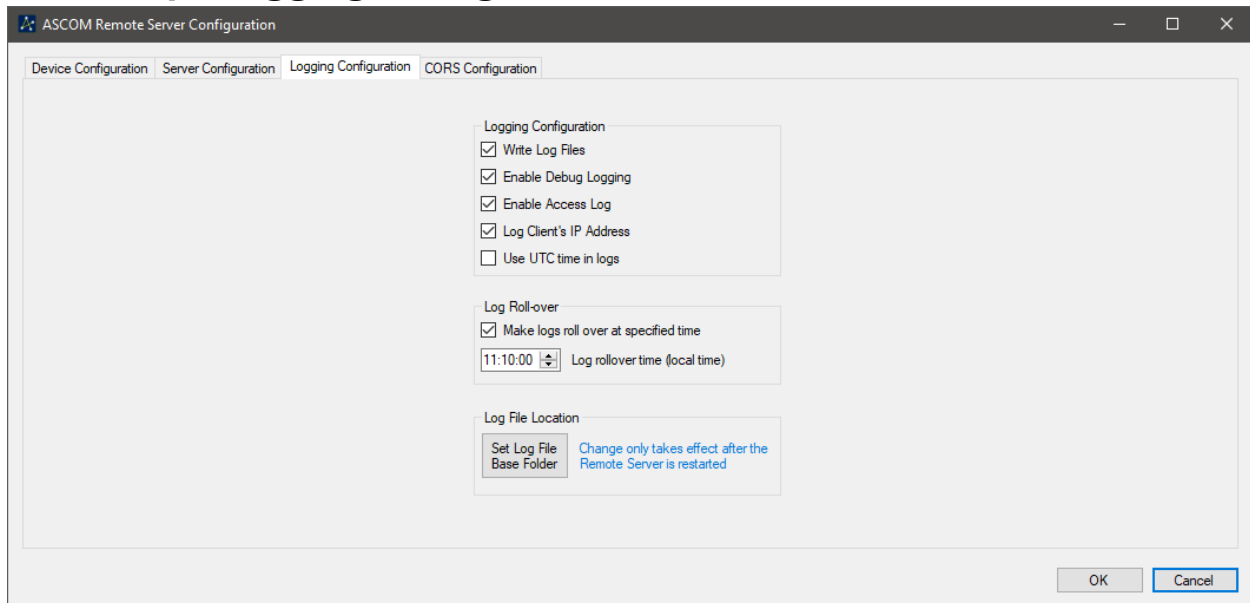 ASCOM Remote Server Configuration
Device Configuration Server Configuration Logging Configuration CORS Configuration
Logging Configuration
Write Log Files
Enable Debug Logging
Enable Access Log
Log Client's IP Address
Use UTC time in logs
Log Roll-over
Make logs roll over at specified time
11:10:00 Log rollover time (local time)
Log File Location
Set Log File
Base Folder
Change only takes effect after the
Remote Server is restarted
OK Cancel